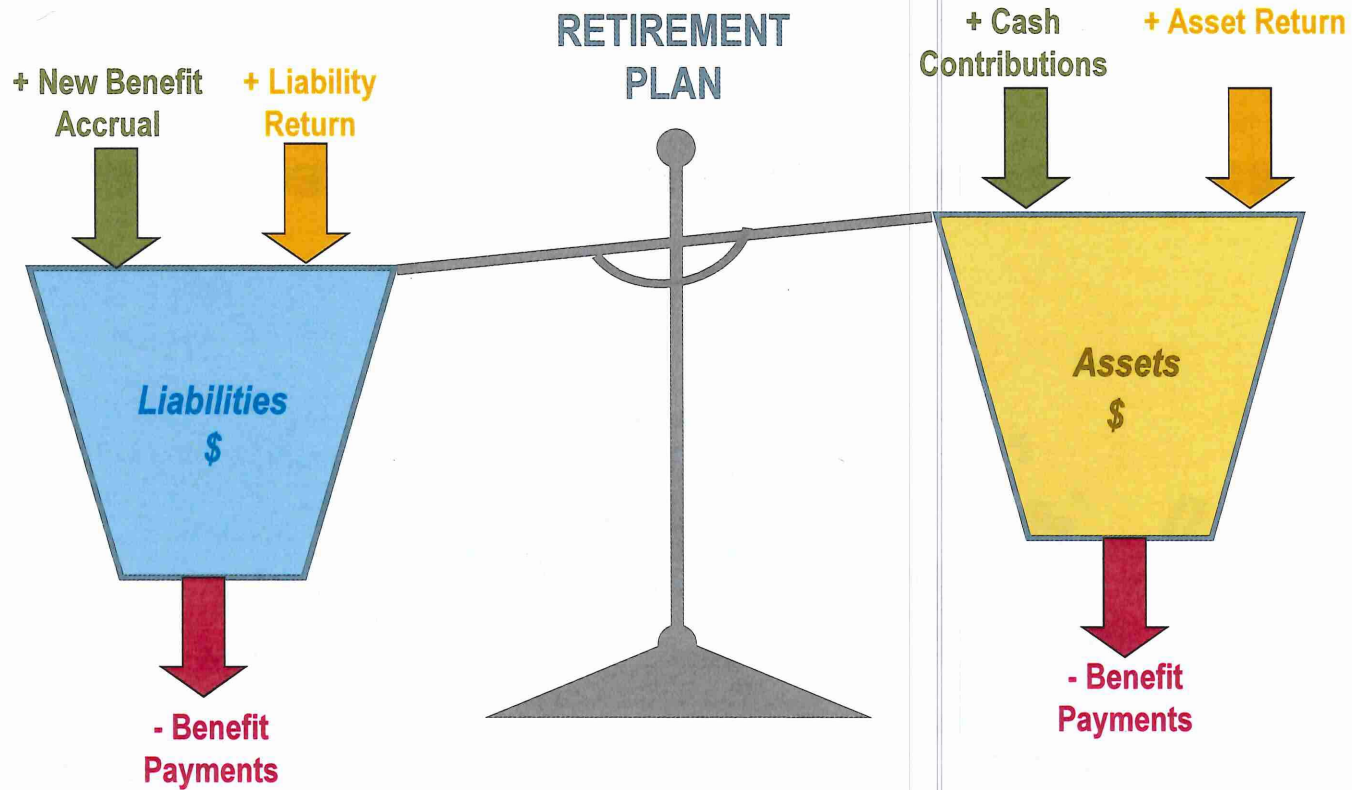 RETIREMENT
PLAN
+ New Benefit
Accrual
+ Liability
Return
+ Cash
Contributions
+ Asset Return
Liabilities
$
Assets
$
- Benefit
Payments
- Benefit
Payments